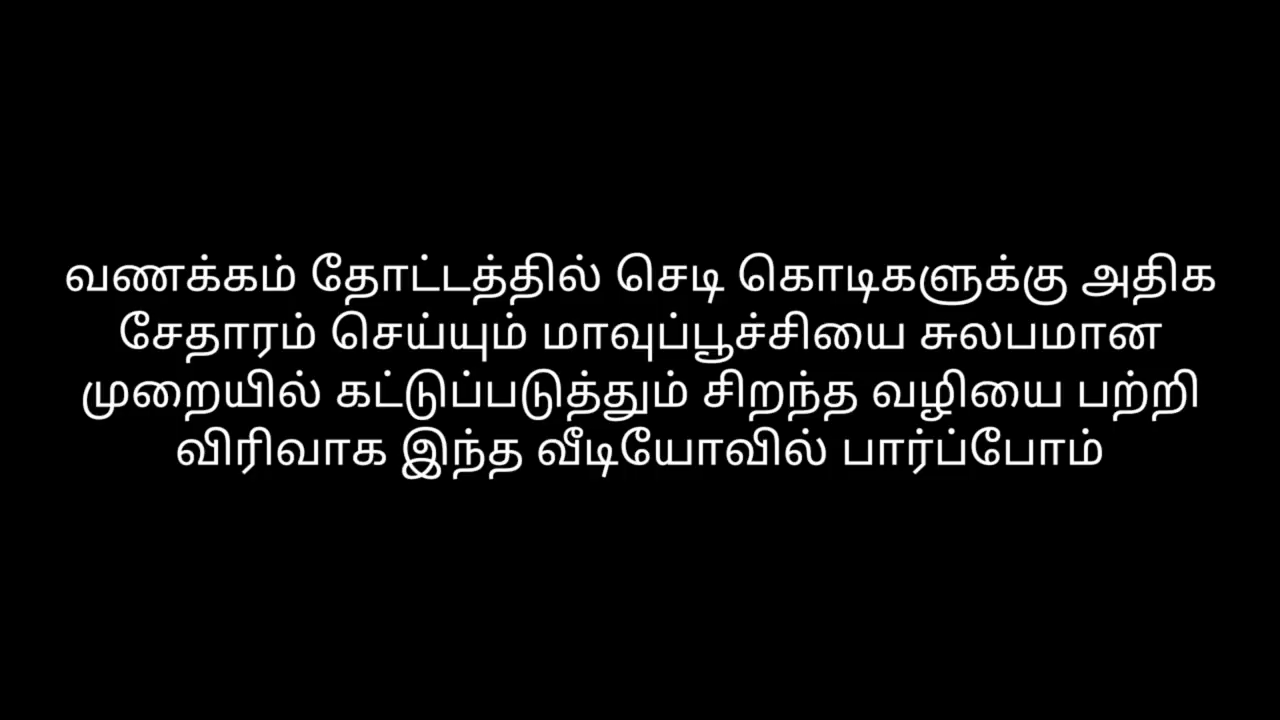 வணக்கம் தோட்டத்தில் செடி கொடிகளுக்கு அதிக
சேதாரம் செய்யும் மாவுப்பூச்சியை சுலபமான
முறையில் கட்டுப்படுத்தும் சிறந்த வழியை பற்றி
விரிவாக இந்த வீடியோவில் பார்ப்போம்